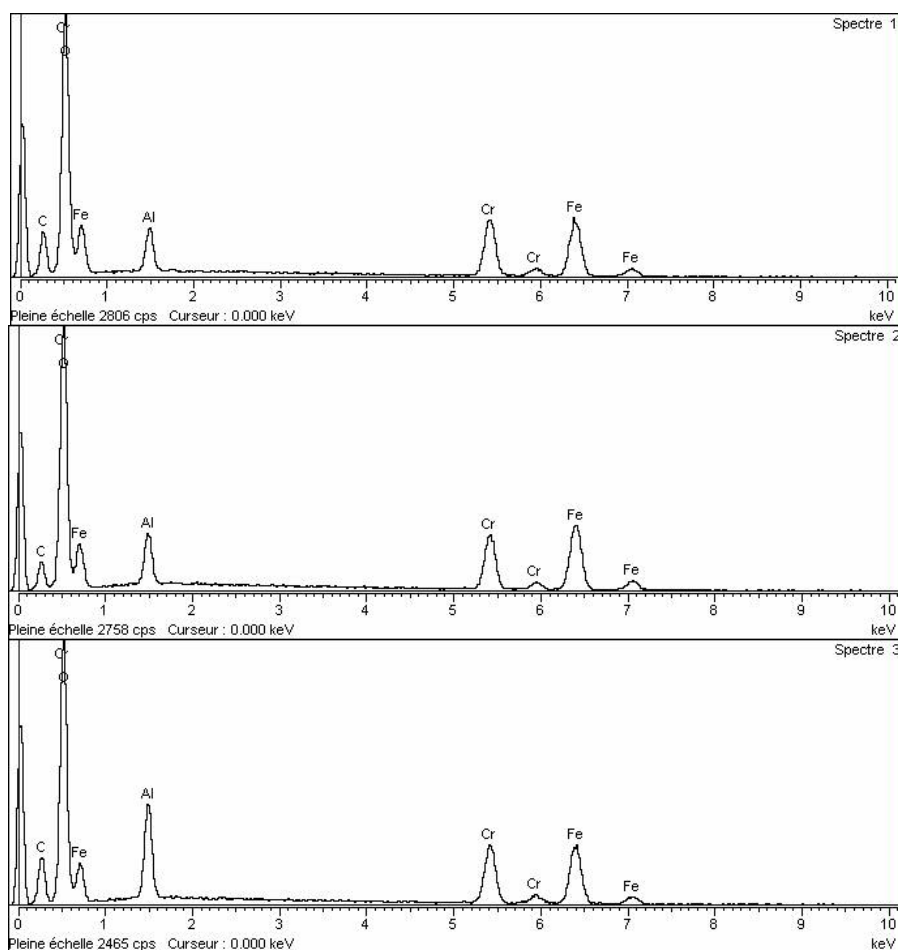 Spectre 1
Cr
O
C
Fe
Al
Cr
Cr
Fe
Fe
0 1 2 3 4 5 6 7 8 9 10
Pleine échelle 2806 cps Curseur : 0.000 keV keV
Spectre 2
Cr
O
C
Fe
Al
Cr
Cr
Fe
Fe
0 1 2 3 4 5 6 7 8 9 10
Pleine échelle 2758 cps Curseur : 0.000 keV keV
Spectre 3
Cr
O
C
Fe
Al
Cr
Cr
Fe
Fe
0 1 2 3 4 5 6 7 8 9 10
Pleine échelle 2465 cps Curseur : 0.000 keV keV